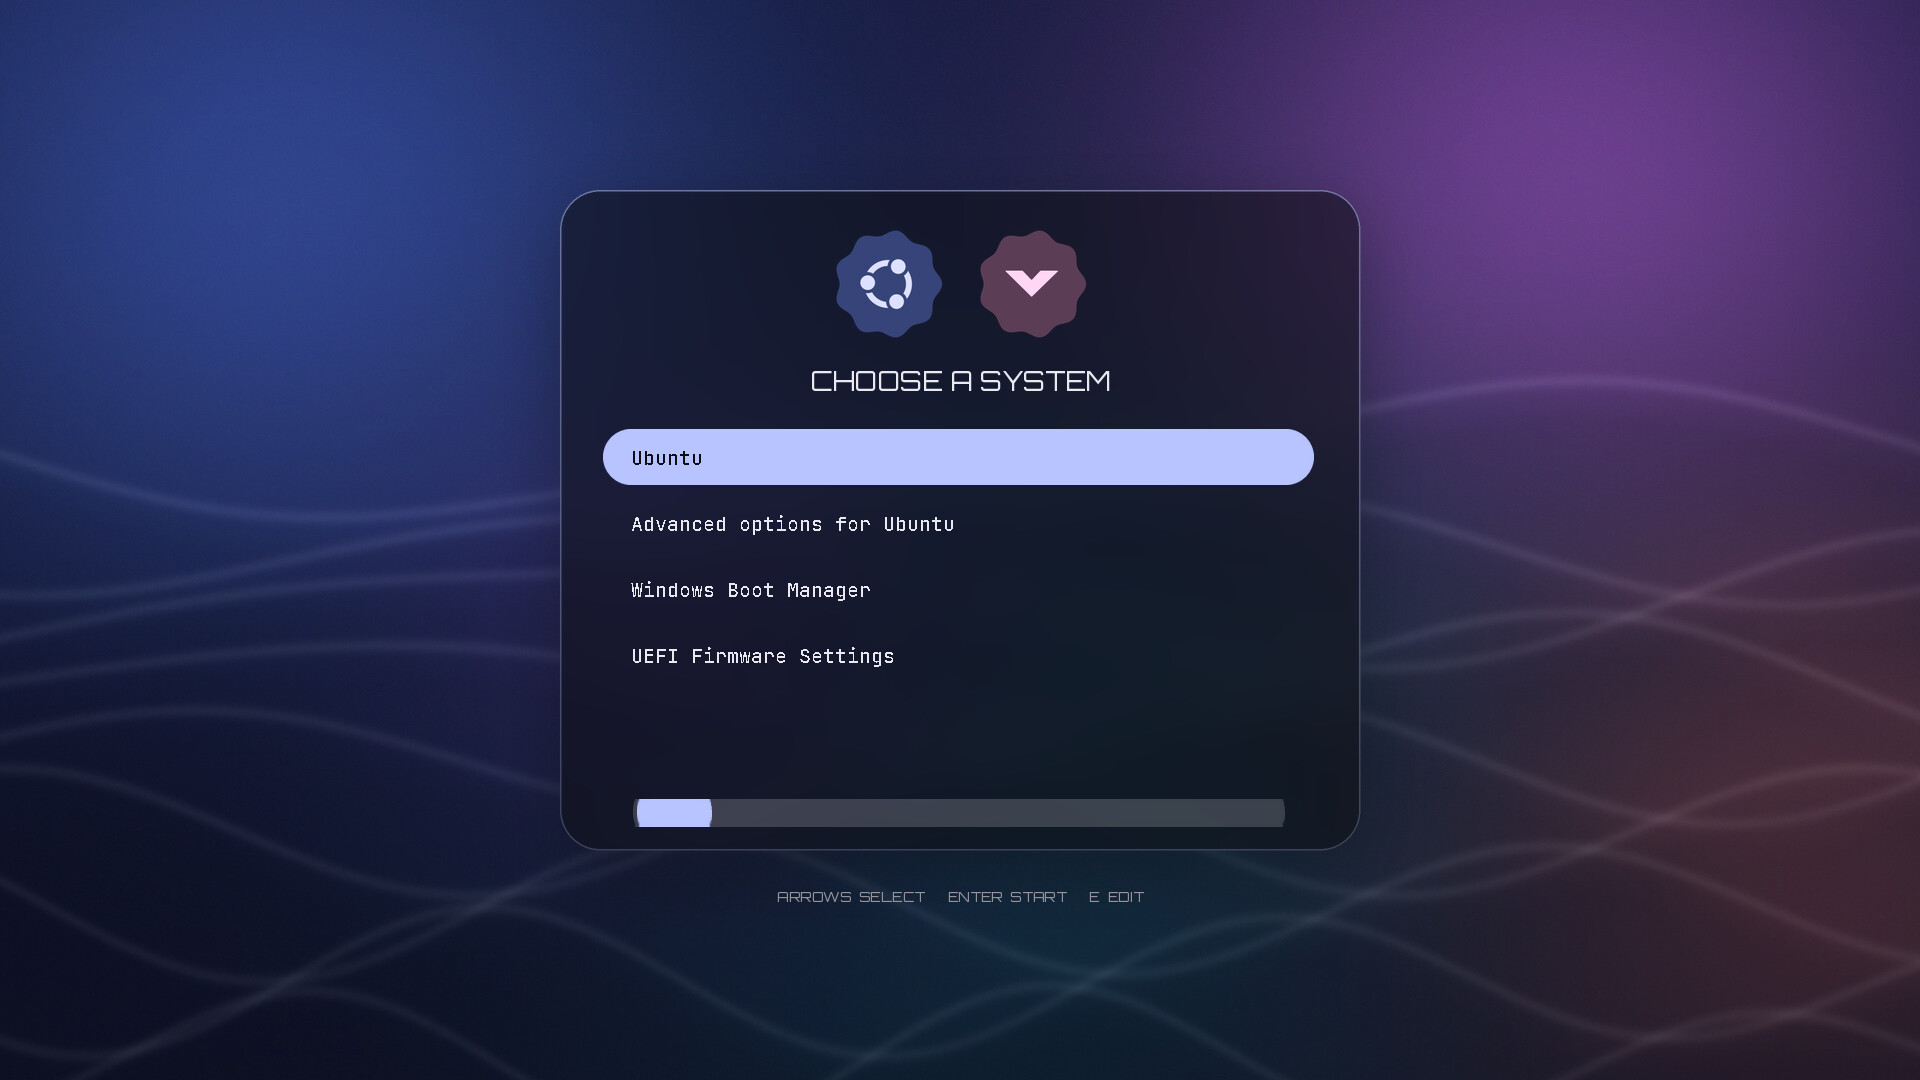 CHOOSE A SYSTEM
Ubuntu
Advanced options for Ubuntu
Windows Boot Manager
UEFI Firmware Settings
ARROWS SELECT ENTER START E EDIT